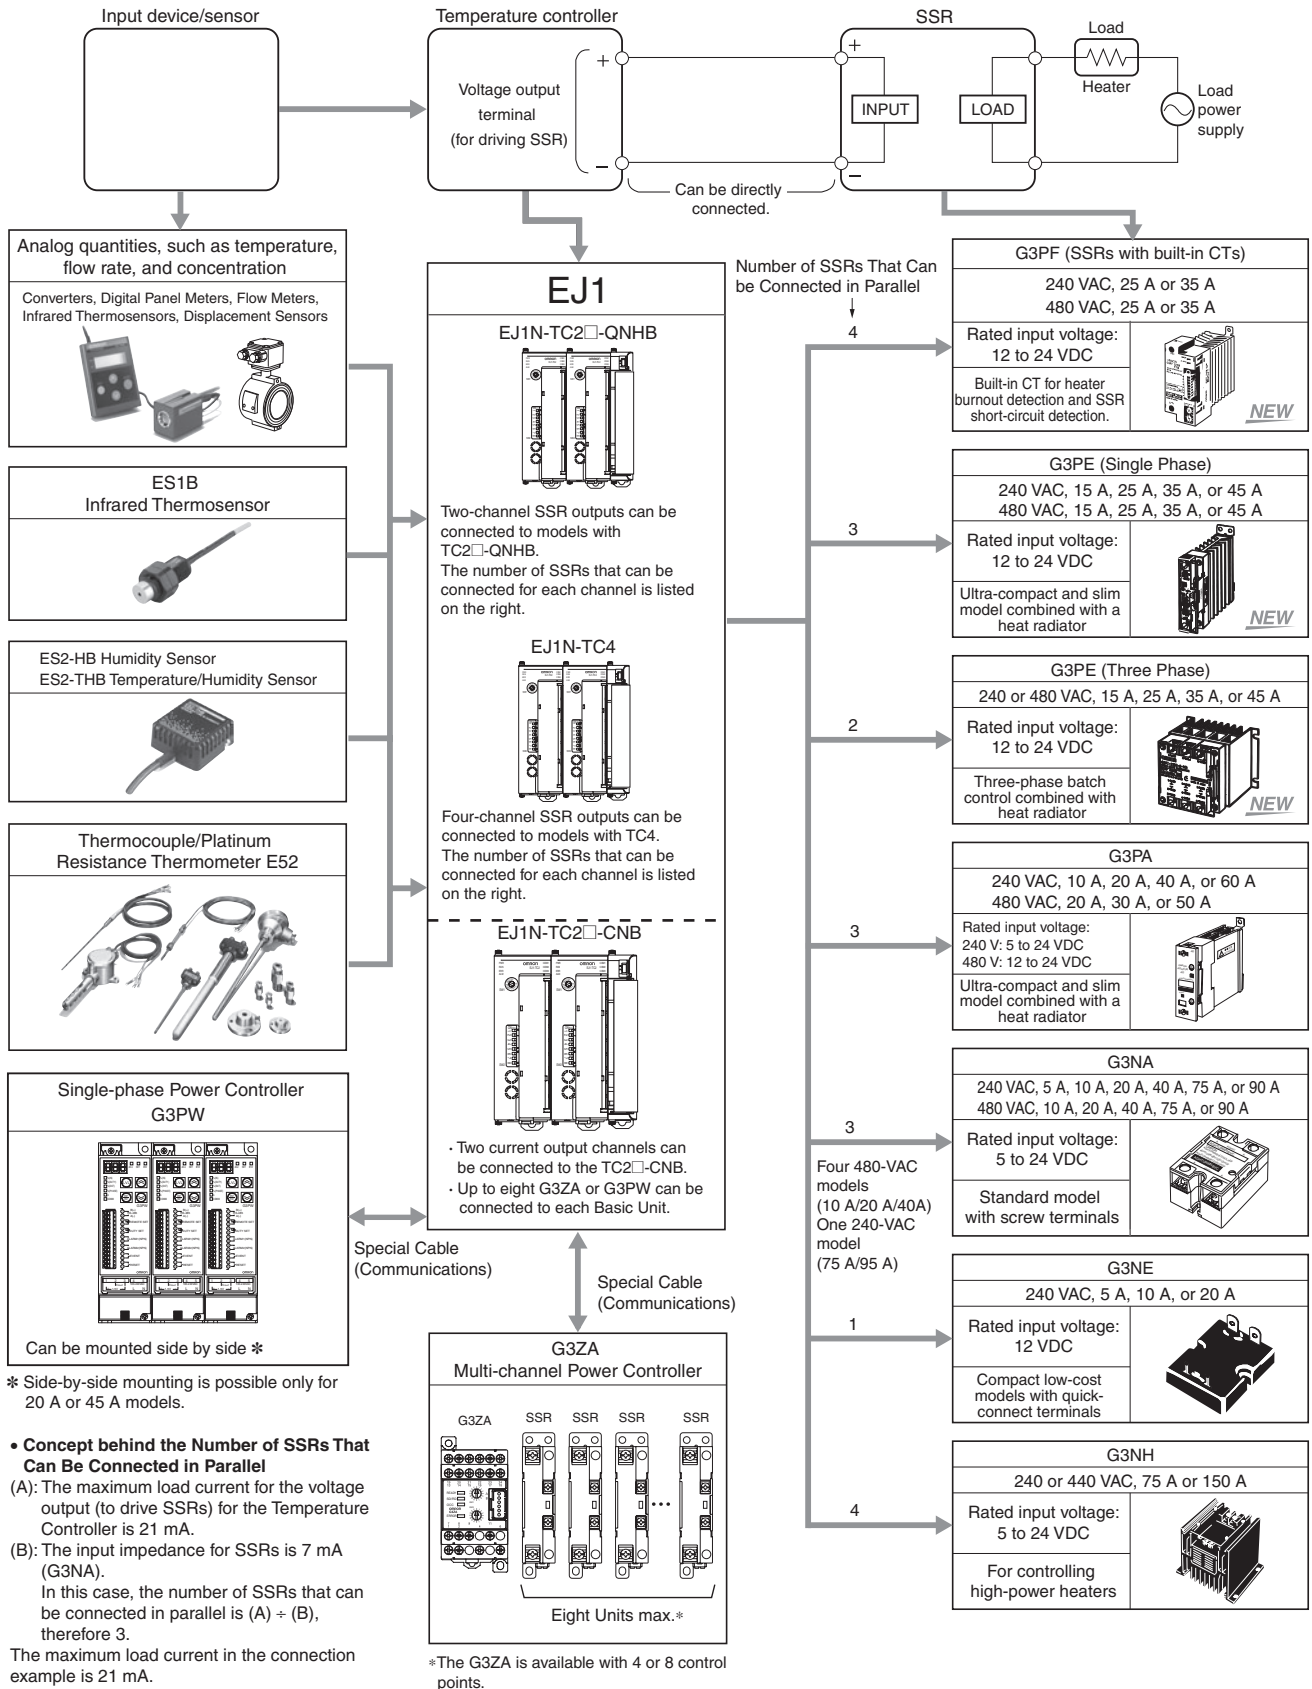 Input device/sensor
Temperature controller
SSR
Load
Heater
Load
power
supply
+
Voltage output
terminal
(for driving SSR)
−
+
INPUT
LOAD
−
Can be directly
connected.
Analog quantities, such as temperature,
flow rate, and concentration
Converters, Digital Panel Meters, Flow Meters,
Infrared Thermosensors, Displacement Sensors
ES1B
Infrared Thermosensor
ES2-HB Humidity Sensor
ES2-THB Temperature/Humidity Sensor
Thermocouple/Platinum
Resistance Thermometer E52
Single-phase Power Controller
G3PW
Can be mounted side by side ✽
✽ Side-by-side mounting is possible only for
20 A or 45 A models.
• Concept behind the Number of SSRs That
Can Be Connected in Parallel
(A): The maximum load current for the voltage
output (to drive SSRs) for the Temperature
Controller is 21 mA.
(B): The input impedance for SSRs is 7 mA
(G3NA).
In this case, the number of SSRs that can
be connected in parallel is (A) ÷ (B),
therefore 3.
The maximum load current in the connection
example is 21 mA.
EJ1
EJ1N-TC2□-QNHB
Two-channel SSR outputs can be
connected to models with
TC2□-QNHB.
The number of SSRs that can be
connected for each channel is listed
on the right.
EJ1N-TC4
Four-channel SSR outputs can be
connected to models with TC4.
The number of SSRs that can be
connected for each channel is listed
on the right.
EJ1N-TC2□-CNB
· Two current output channels can
be connected to the TC2□-CNB.
· Up to eight G3ZA or G3PW can be
connected to each Basic Unit.
Special Cable
(Communications)
Special Cable
(Communications)
G3ZA
Multi-channel Power Controller
G3ZA
SSR
SSR
SSR
SSR
Eight Units max.*
*The G3ZA is available with 4 or 8 control
points.
Number of SSRs That Can
be Connected in Parallel
4
3
2
3
3
Four 480-VAC
models
(10 A/20 A/40A)
One 240-VAC
model
(75 A/95 A)
1
4
G3PF (SSRs with built-in CTs)
240 VAC, 25 A or 35 A
480 VAC, 25 A or 35 A
Rated input voltage:
12 to 24 VDC
Built-in CT for heater
burnout detection and SSR
short-circuit detection.
NEW
G3PE (Single Phase)
240 VAC, 15 A, 25 A, 35 A, or 45 A
480 VAC, 15 A, 25 A, 35 A, or 45 A
Rated input voltage:
12 to 24 VDC
Ultra-compact and slim
model combined with a
heat radiator
NEW
G3PE (Three Phase)
240 or 480 VAC, 15 A, 25 A, 35 A, or 45 A
Rated input voltage:
12 to 24 VDC
Three-phase batch
control combined with
heat radiator
NEW
G3PA
240 VAC, 10 A, 20 A, 40 A, or 60 A
480 VAC, 20 A, 30 A, or 50 A
Rated input voltage:
240 V: 5 to 24 VDC
480 V: 12 to 24 VDC
Ultra-compact and slim
model combined with a
heat radiator
G3NA
240 VAC, 5 A, 10 A, 20 A, 40 A, 75 A, or 90 A
480 VAC, 10 A, 20 A, 40 A, 75 A, or 90 A
Rated input voltage:
5 to 24 VDC
Standard model
with screw terminals
G3NE
240 VAC, 5 A, 10 A, or 20 A
Rated input voltage:
12 VDC
Compact low-cost
models with quick-
connect terminals
G3NH
240 or 440 VAC, 75 A or 150 A
Rated input voltage:
5 to 24 VDC
For controlling
high-power heaters